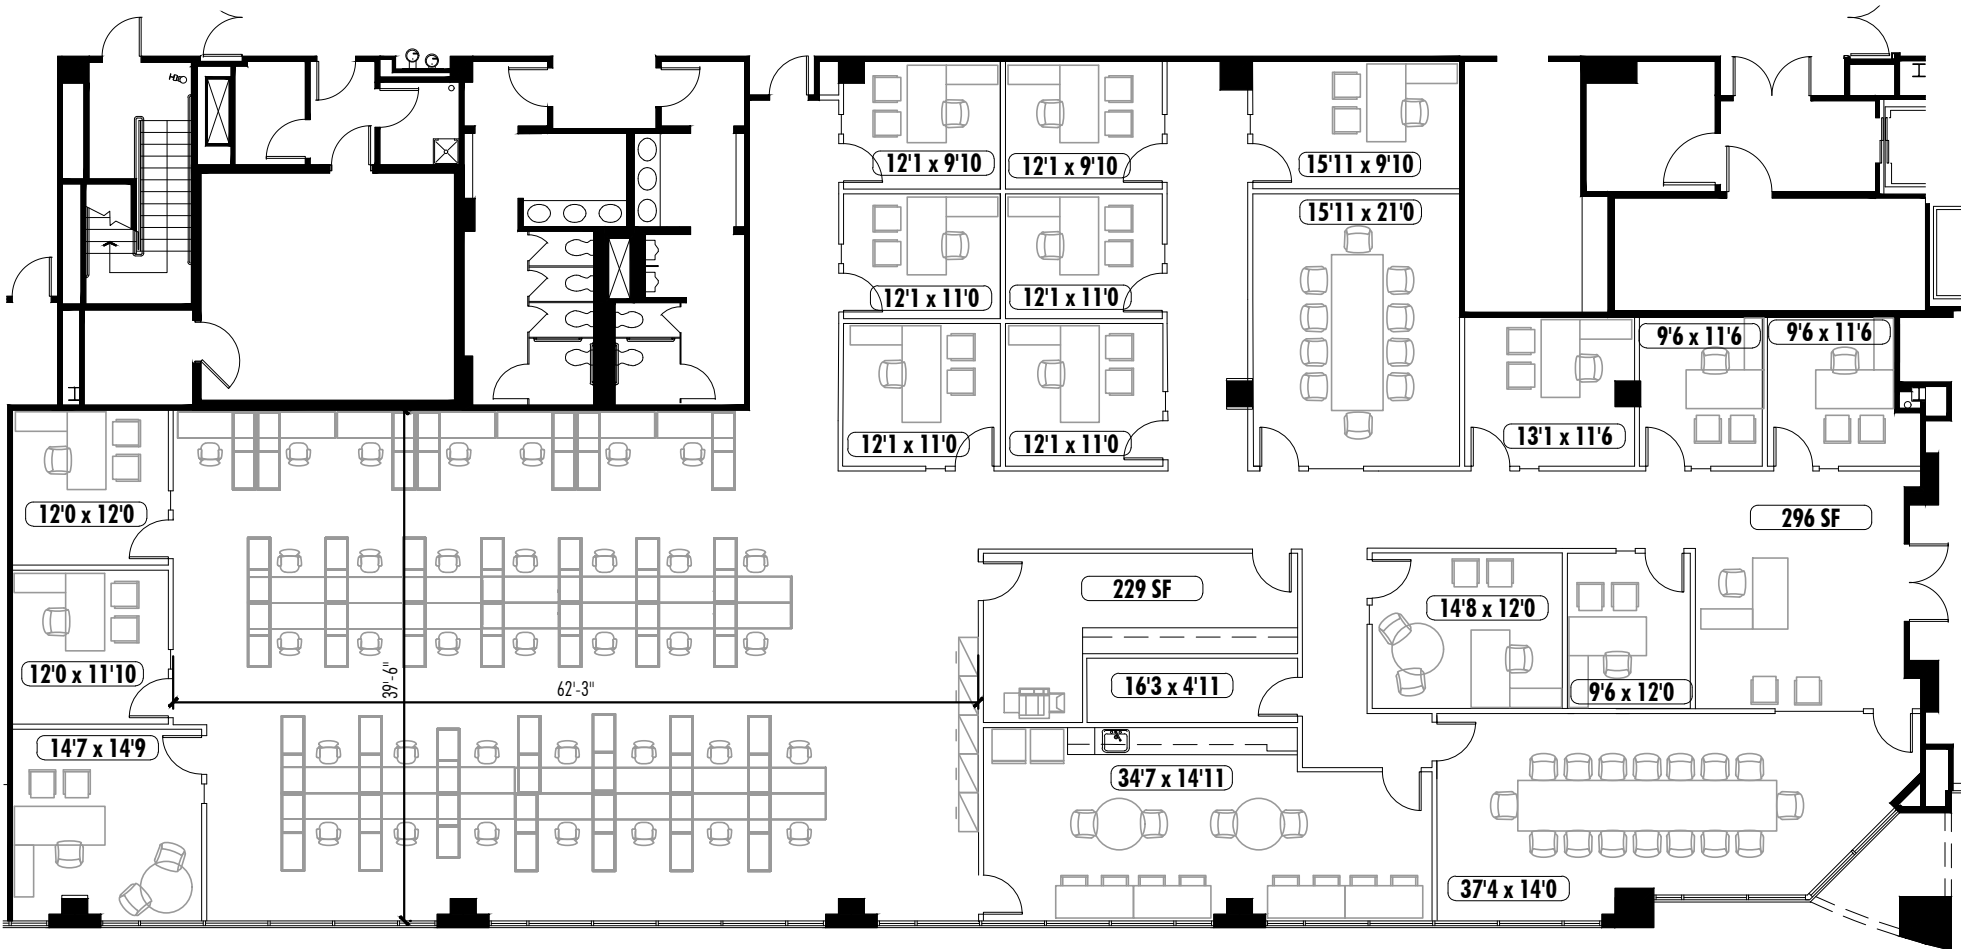 12'1 x 9'10
12'1 x 9'10
15'11 x 9'10
15'11 x 21'0
12'1 x 11'0
12'1 x 11'0
9'6 x 11'6
9'6 x 11'6
12'1 x 11'0
12'1 x 11'0
13'1 x 11'6
12'0 x 12'0
296 SF
229 SF
14'8 x 12'0
12'0 x 11'10
39'-6"
62'-3"
16'3 x 4'11
9'6 x 12'0
14'7 x 14'9
34'7 x 14'11
37'4 x 14'0